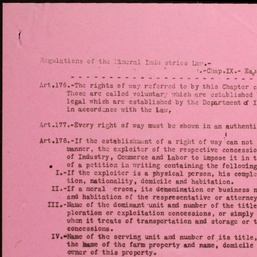 Regulations of the Mineral Indu stries Law.-
.-Chap.IX.- Ea
Art.176.-The rights of way referred to by this Chapter
Those are called voluntary which are established
legal which are established by the Department of I
in accordance with the Law,
Art.177.-Every right of way must be shown in an authenti
Art.178.-If the establishment of a right of way can not
manner, the exploiter of the respective concession
of Industry, Commerce and Labor to impose it in t
of a petition in writing containing the following
I.-If the exploiter is a physical person, his comple
tion, nationality, domicile and habitation.
II.-If a moral erson, its denomination or business n
and habitation of the respresentative or attorney
III.-Name of the dominant unit and number of the title
ploration or exploitation concessions, or simply
when it treats of transportation and storage or t
concessions.
IV.-Name of the serving unit and number of its title,
the name of the farm property and name, domicile
owner of this property.